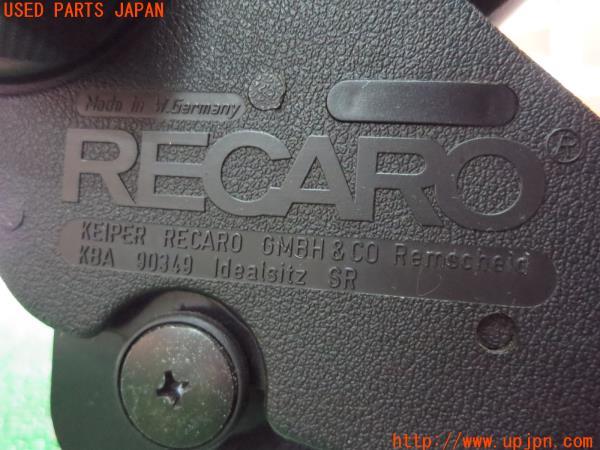 USED PARTS JAPAN
Made in W.Germany
RECARO®
KEIPER RECARO GMBH & CO Remscheid
KBA 90349 Idealsitz SR
http://www.upjpn.com/